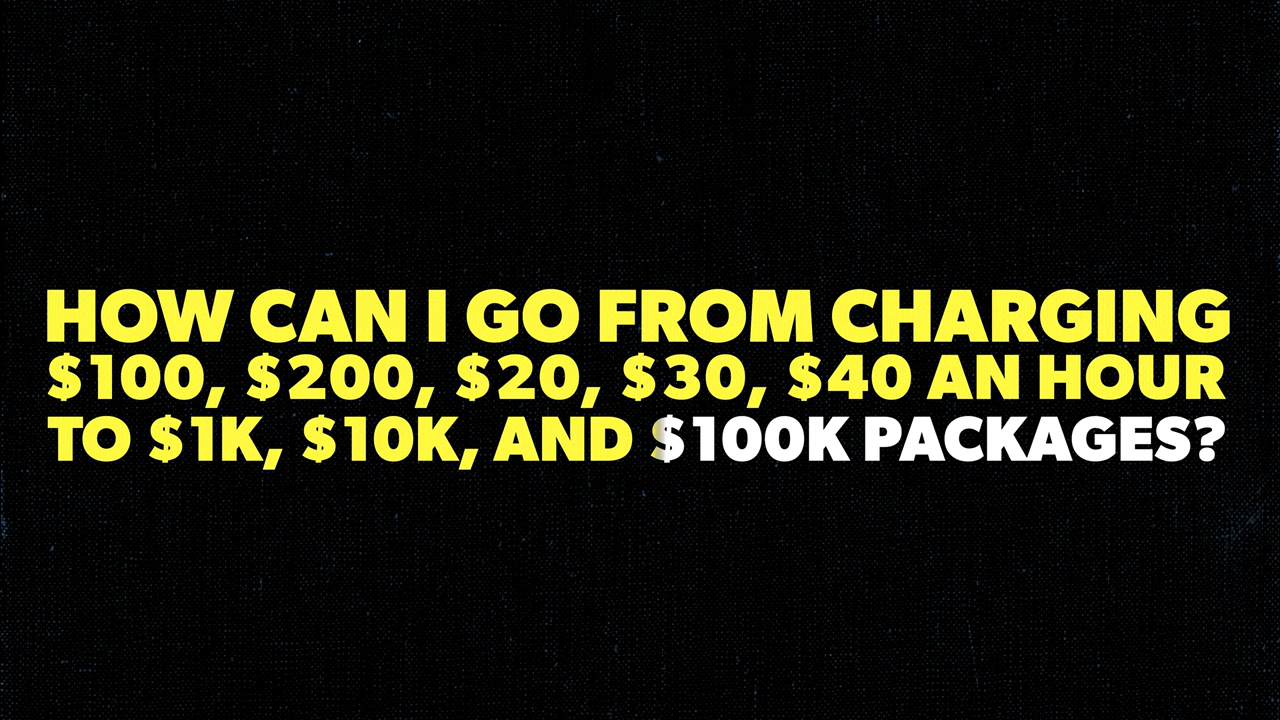 HOW CAN I GO FROM CHARGING
$100, $200, $20, $30, $40 AN HOUR
TO $1K, $10K, AND $100K PACKAGES?